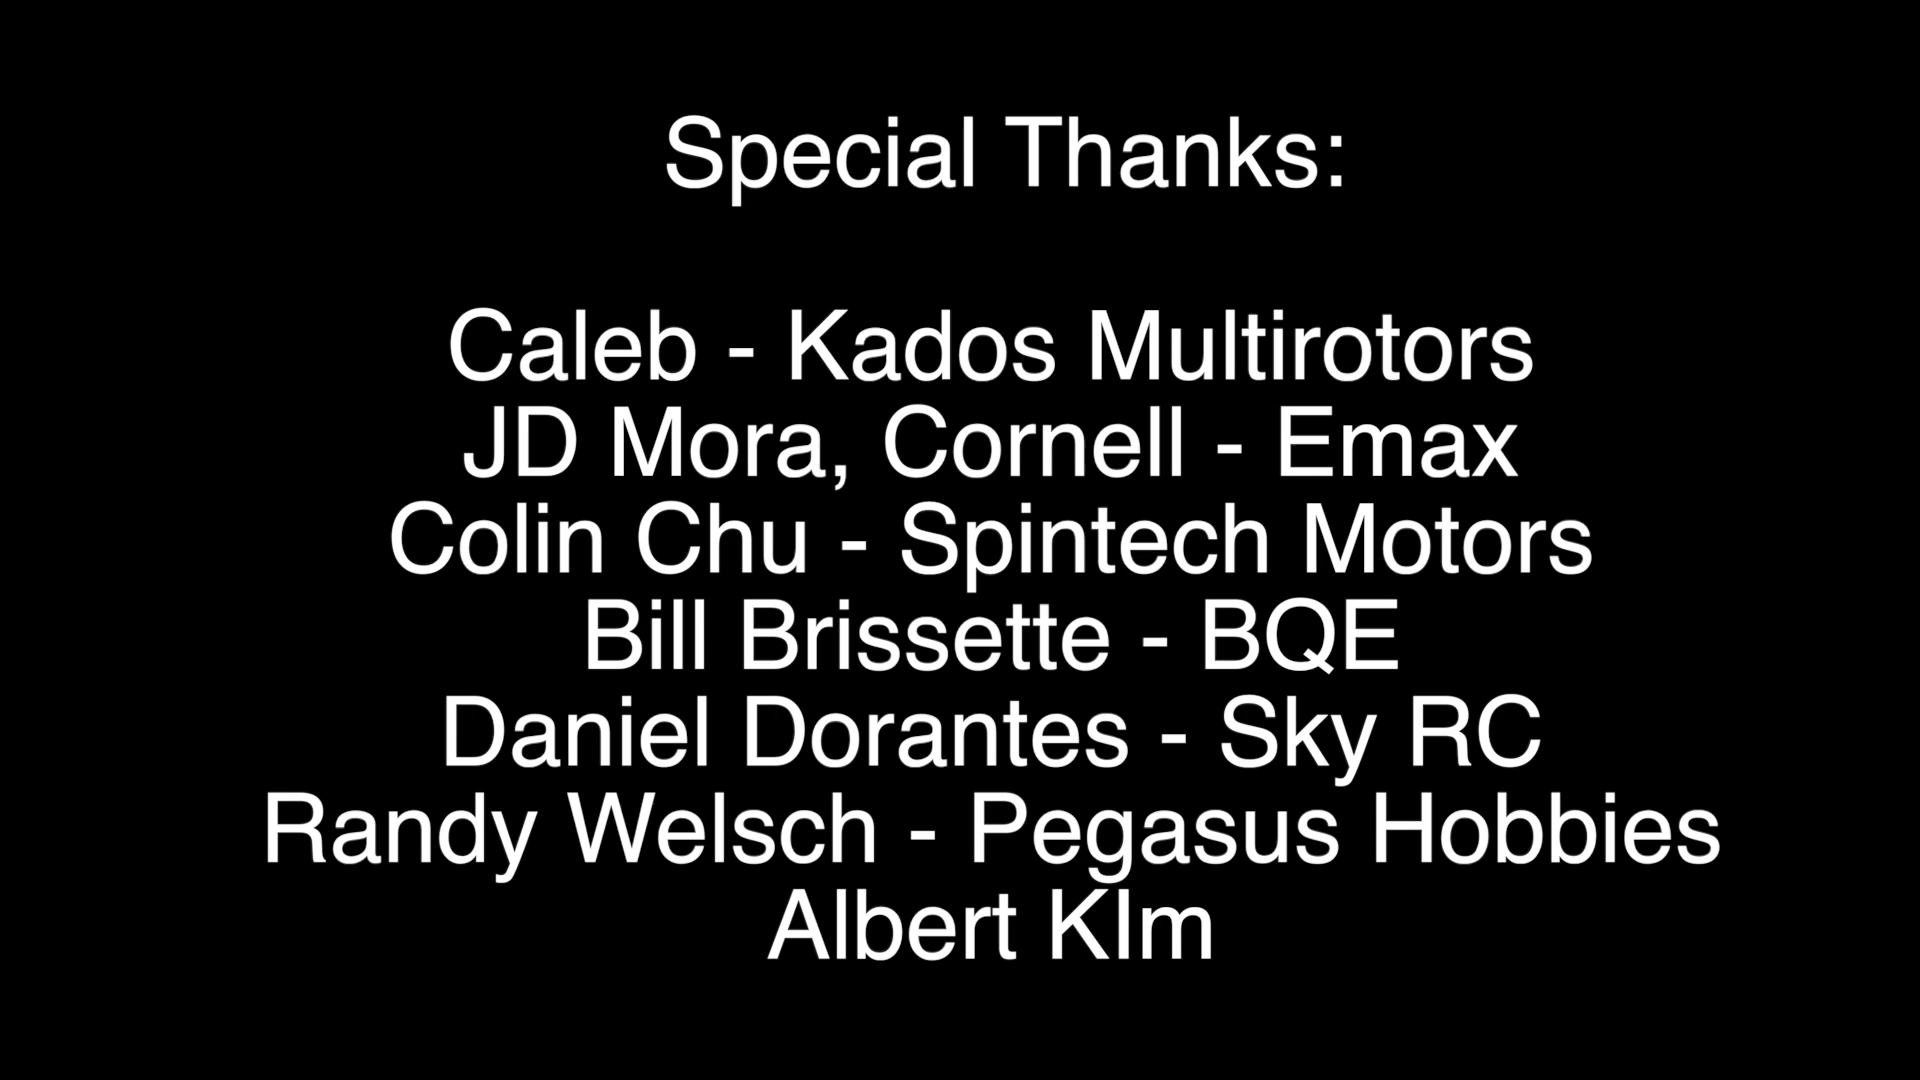 Special Thanks:
Caleb - Kados Multirotors
JD Mora, Cornell - Emax
Colin Chu - Spintech Motors
Bill Brissette - BQE
Daniel Dorantes - Sky RC
Randy Welsch - Pegasus Hobbies
Albert KIm